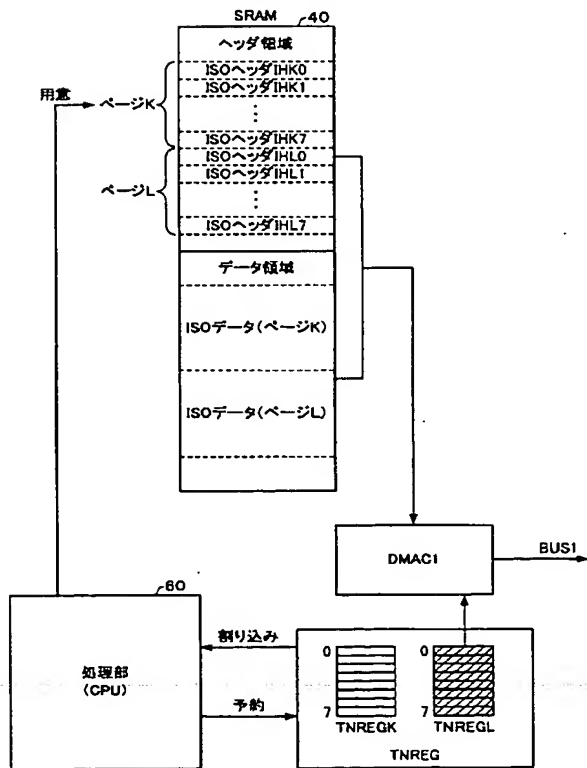 SRAM
40
ヘッダ領域
ISOヘッダIHK0
ISOヘッダIHK1
⋮
ISOヘッダIHK7
ISOヘッダIHL0
ISOヘッダIHL1
⋮
ISOヘッダIHL7
用意
ページK
ページL
データ領域
ISOデータ(ページK)
ISOデータ(ページL)
DMAC1
BUS1
60
処理部
(CPU)
割り込み
予約
0
7
TNREGK
0
7
TNREGL
TNREG